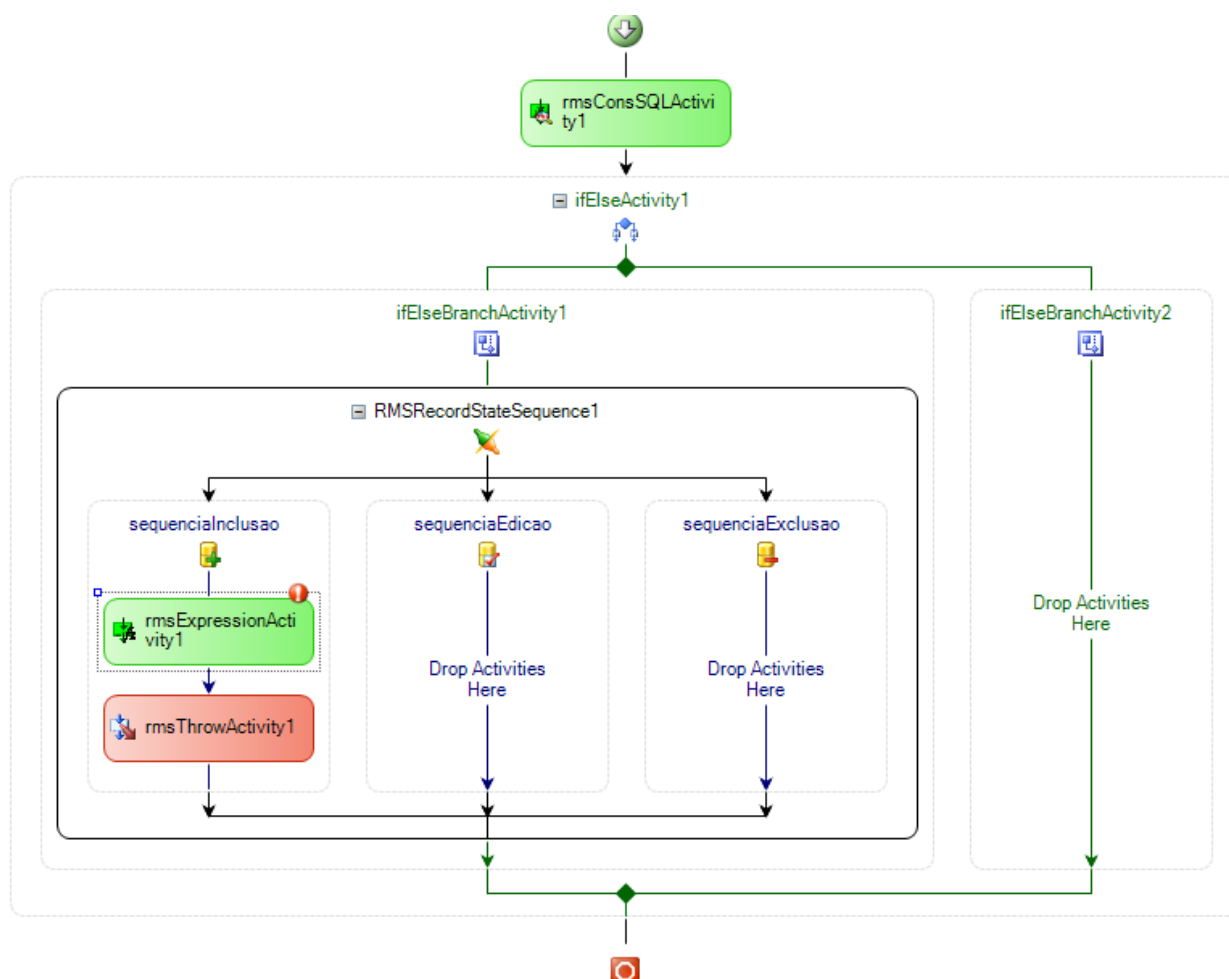 rmsConsSQLActivi
ty1
ifElseActivity1
ifElseBranchActivity1
ifElseBranchActivity2
RMSRecordStateSequence1
sequenciaInclusao
sequenciaEdicao
sequenciaExclusao
rmsExpressionActi
vity1
Drop Activities
Here
Drop Activities
Here
Drop Activities
Here
rmsThrowActivity1